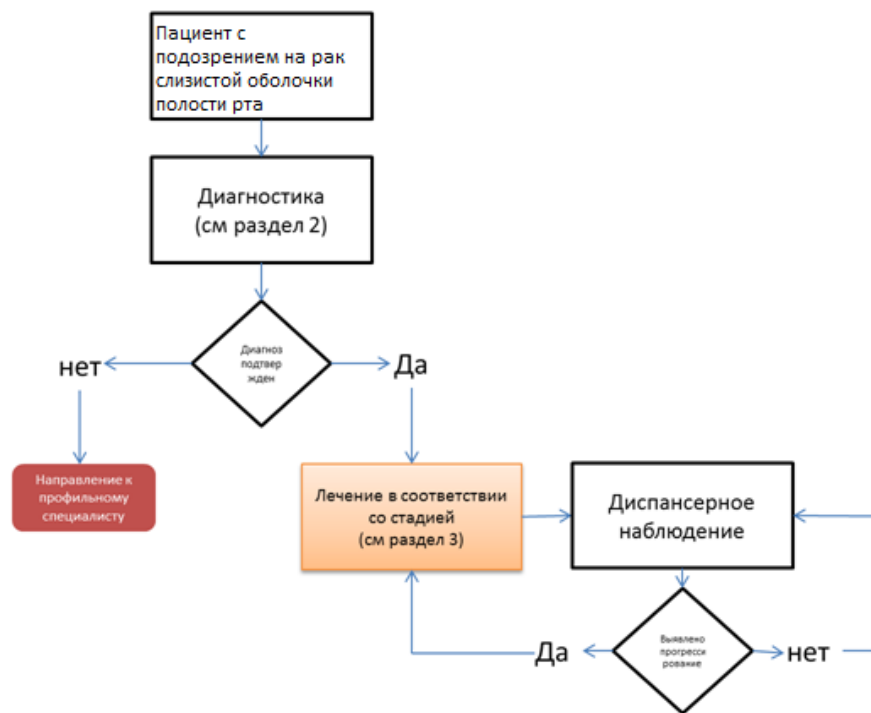 Пациент с
подозрением на рак
слизистой оболочки
полости рта
Диагностика
(см раздел 2)
Диагноз
подтвер
жден
нет
Да
Направление к
профильному
специалисту
Лечение в соответствии
со стадией
(см раздел 3)
Диспансерное
наблюдение
Выявлено
прогресси
рование
Да
нет